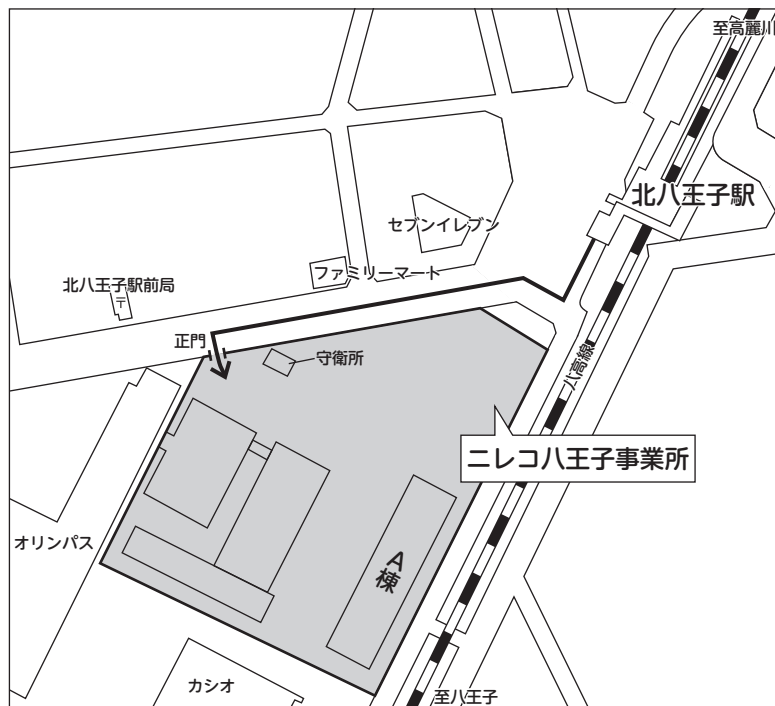 至高麗川
北八王子駅
セブンイレブン
ファミリーマート
北八王子駅前局
〒
正門
守衛所
八高線
ニレコ八王子事業所
オリンパス
A棟
カシオ
至八王子